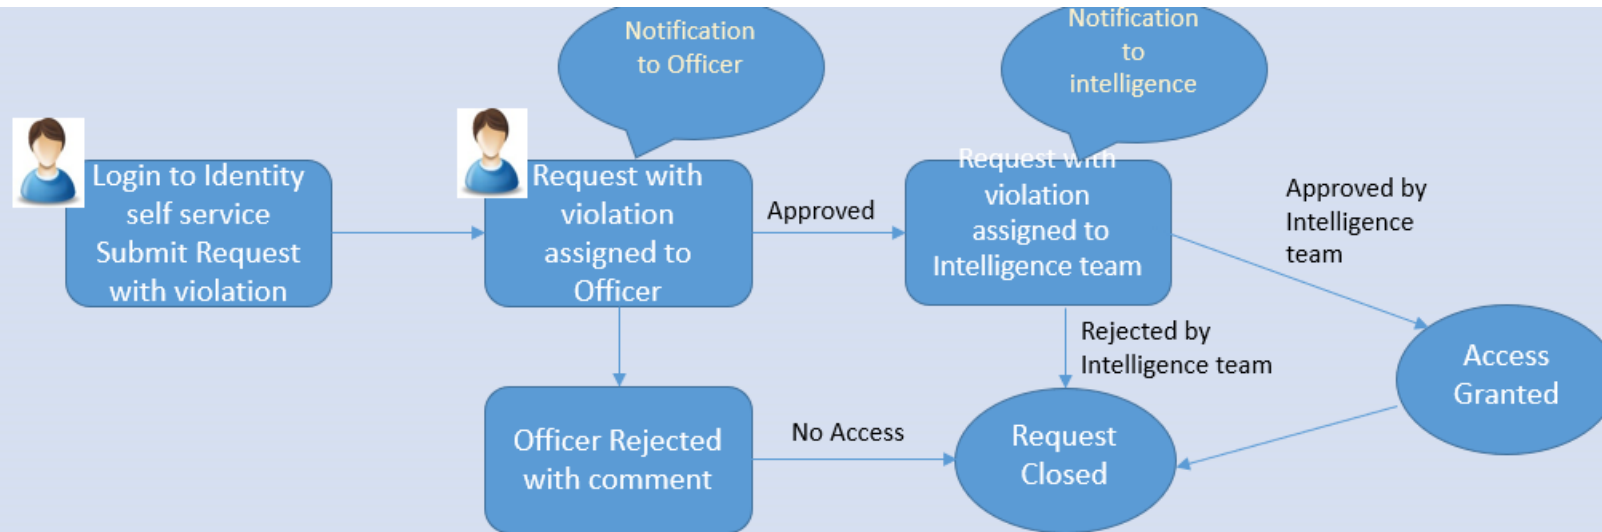 Notification
to Officer
Notification
to
intelligence
Login to Identity
self service
Submit Request
with violation
Request with
violation
assigned to
Officer
Approved
Request with
violation
assigned to
Intelligence team
Approved by
Intelligence
team
Rejected by
Intelligence team
Access
Granted
Officer Rejected
with comment
No Access
Request
Closed